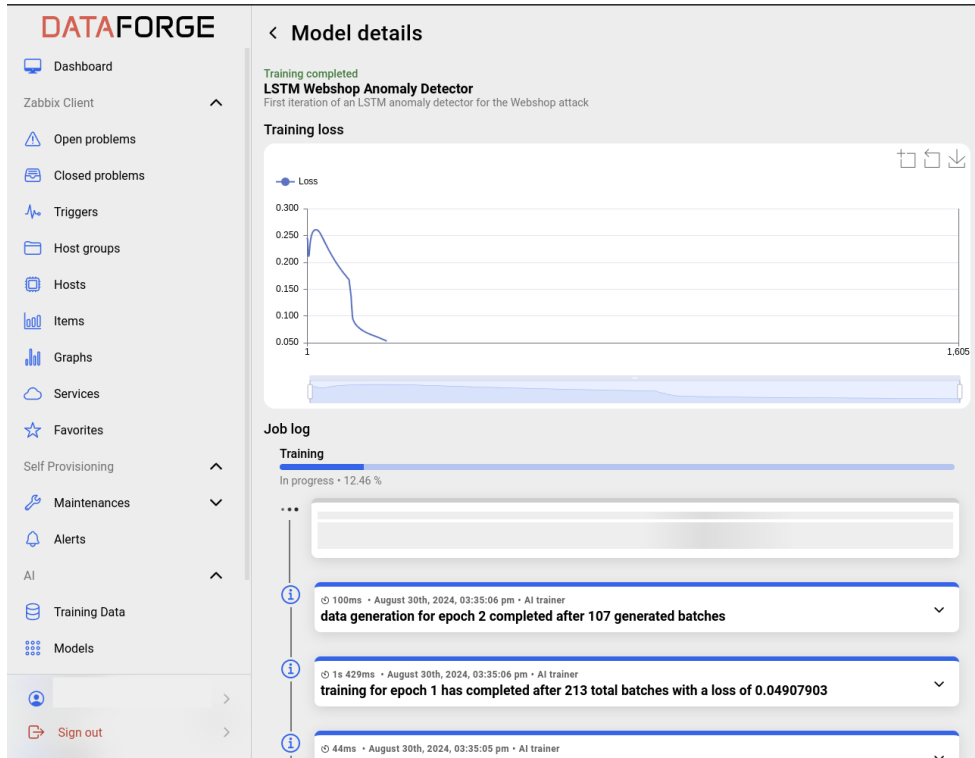 DATAFORGE
Dashboard
Zabbix Client
Open problems
Closed problems
Triggers
Host groups
Hosts
Items
Graphs
Services
Favorites
Self Provisioning
Maintenances
Alerts
AI
Training Data
Models
Sign out
Model details
Training completed
LSTM Webshop Anomaly Detector
First iteration of an LSTM anomaly detector for the Webshop attack
Training loss
Loss
0.300
0.250
0.200
0.150
0.100
0.050
1
1,605
Job log
Training
In progress • 12.46 %
100ms • August 30th, 2024, 03:35:06 pm • AI trainer
data generation for epoch 2 completed after 107 generated batches
1s 429ms • August 30th, 2024, 03:35:06 pm • AI trainer
training for epoch 1 has completed after 213 total batches with a loss of 0.04907903
44ms • August 30th, 2024, 03:35:05 pm • AI trainer